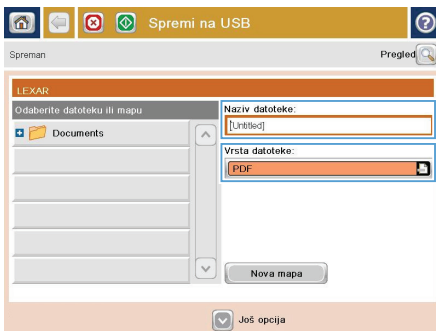 Spremi na USB
?
Spreman
Pregled
LEXAR
Odaberite datoteku ili mapu
Naziv datoteke:
[Untitled]
Documents
Vrsta datoteke:
PDF
Nova mapa
Još opcija